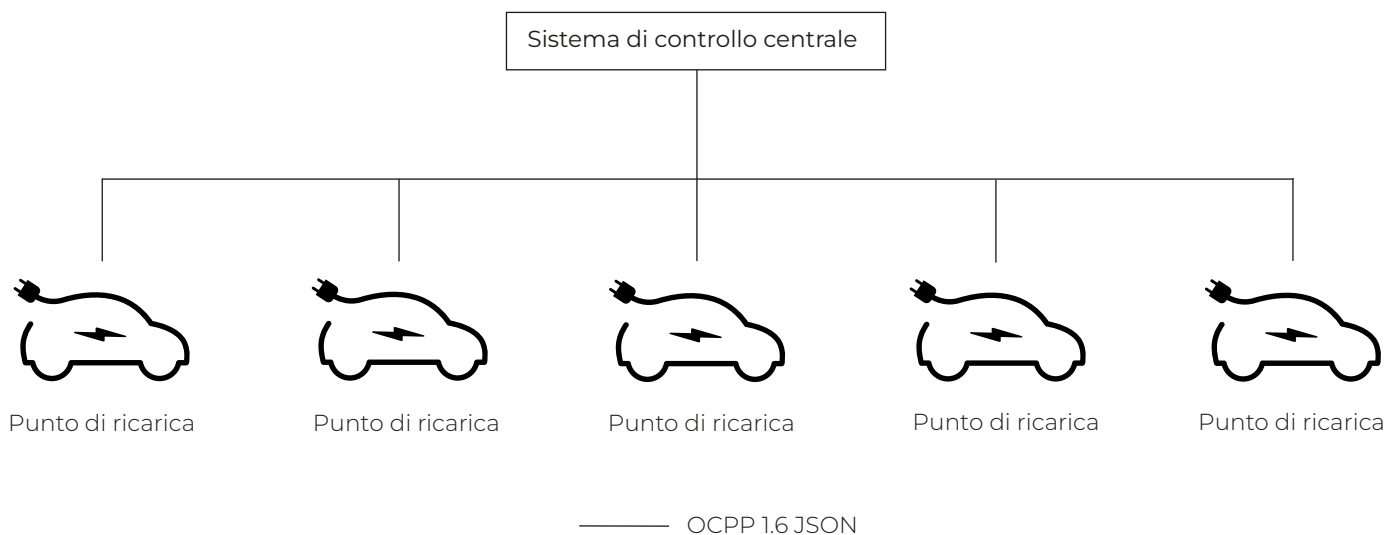 Sistema di controllo centrale
Punto di ricarica
Punto di ricarica
Punto di ricarica
Punto di ricarica
Punto di ricarica
OCPP 1.6 JSON